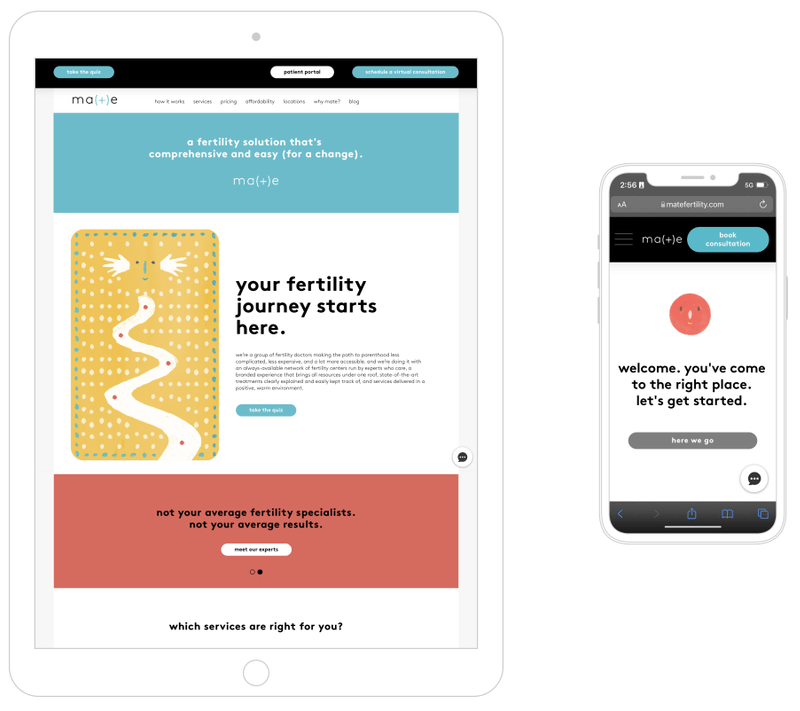 take the quiz
patient portal
schedule a virtual consultation
ma(+)e
how it works services pricing affordability locations why mate? blog
a fertility solution that's
comprehensive and easy (for a change).
ma(+)e
your fertility
journey starts
here.
we're a group of fertility doctors making the path to parenthood less
complicated, less expensive, and a lot more accessible. and we're doing it with
an always-available network of fertility centers run by experts who care, a
branded experience that brings all resources under one roof, state-of-the-art
treatments clearly explained and easily kept track of, and services delivered in a
positive, warm environment.
take the quiz
not your average fertility specialists.
not your average results.
meet our experts
which services are right for you?
2:56
5G
AA
matefertility.com
ma(+)e
book
consultation
welcome. you've come
to the right place.
let's get started.
here we go